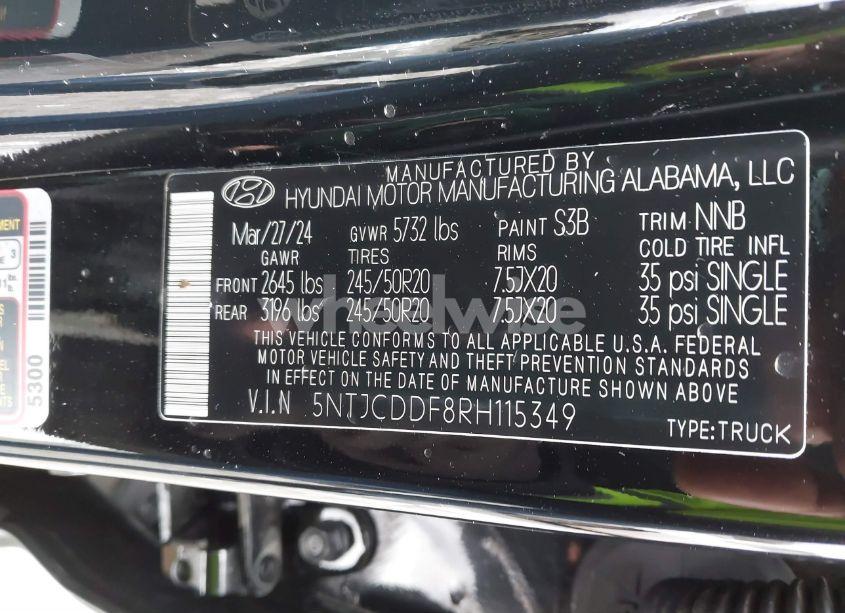 MANUFACTURED BY
HYUNDAI MOTOR MANUFACTURING ALABAMA, LLC
Mar/27/24 GVWR 5732 lbs PAINT S3B TRIM NNB
GAWR TIRES RIMS COLD TIRE INFL
FRONT 2645 lbs 245/50R20 7.5JX20 35 psi SINGLE
REAR 3196 lbs 245/50R20 7.5JX20 35 psi SINGLE
THIS VEHICLE CONFORMS TO ALL APPLICABLE U.S.A. FEDERAL
MOTOR VEHICLE SAFETY AND THEFT PREVENTION STANDARDS
IN EFFECT ON THE DATE OF MANUFACTURE SHOWN ABOVE
V.I.N 5NTJCDDF8RH115349
TYPE:TRUCK
5300
3
wheelwise